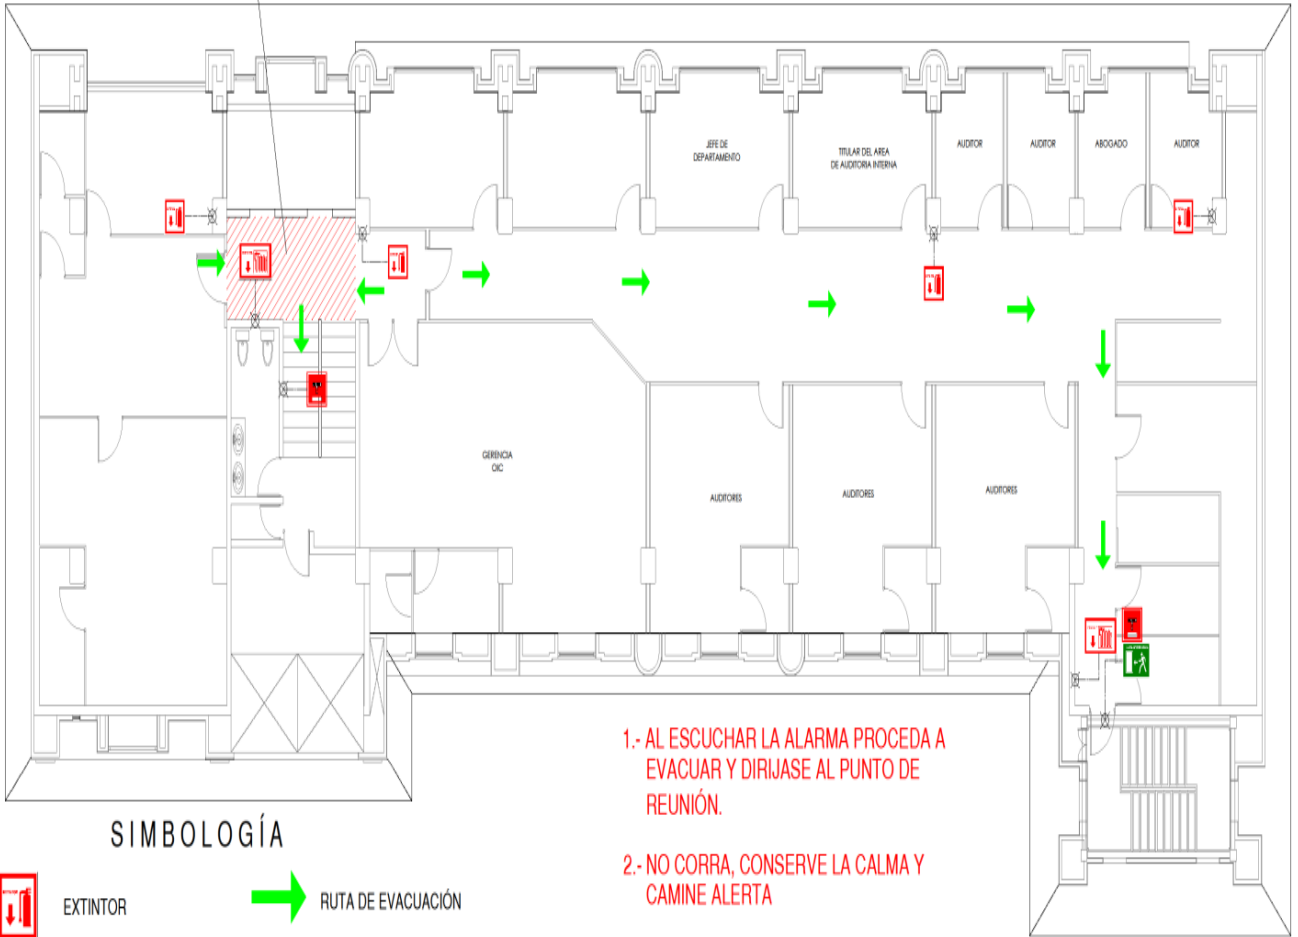 JEFE DE
DEPARTAMENTO
TITULAR DEL AREA
DE AUDITORIA INTERNA
AUDITOR
AUDITOR
ABOGADO
AUDITOR
GERENCIA
OIC
AUDITORES
AUDITORES
AUDITORES
1.- AL ESCUCHAR LA ALARMA PROCEDA A
EVACUAR Y DIRIJASE AL PUNTO DE
REUNIÓN.
2.- NO CORRA, CONSERVE LA CALMA Y
CAMINE ALERTA
SIMBOLOGÍA
EXTINTOR
RUTA DE EVACUACIÓN